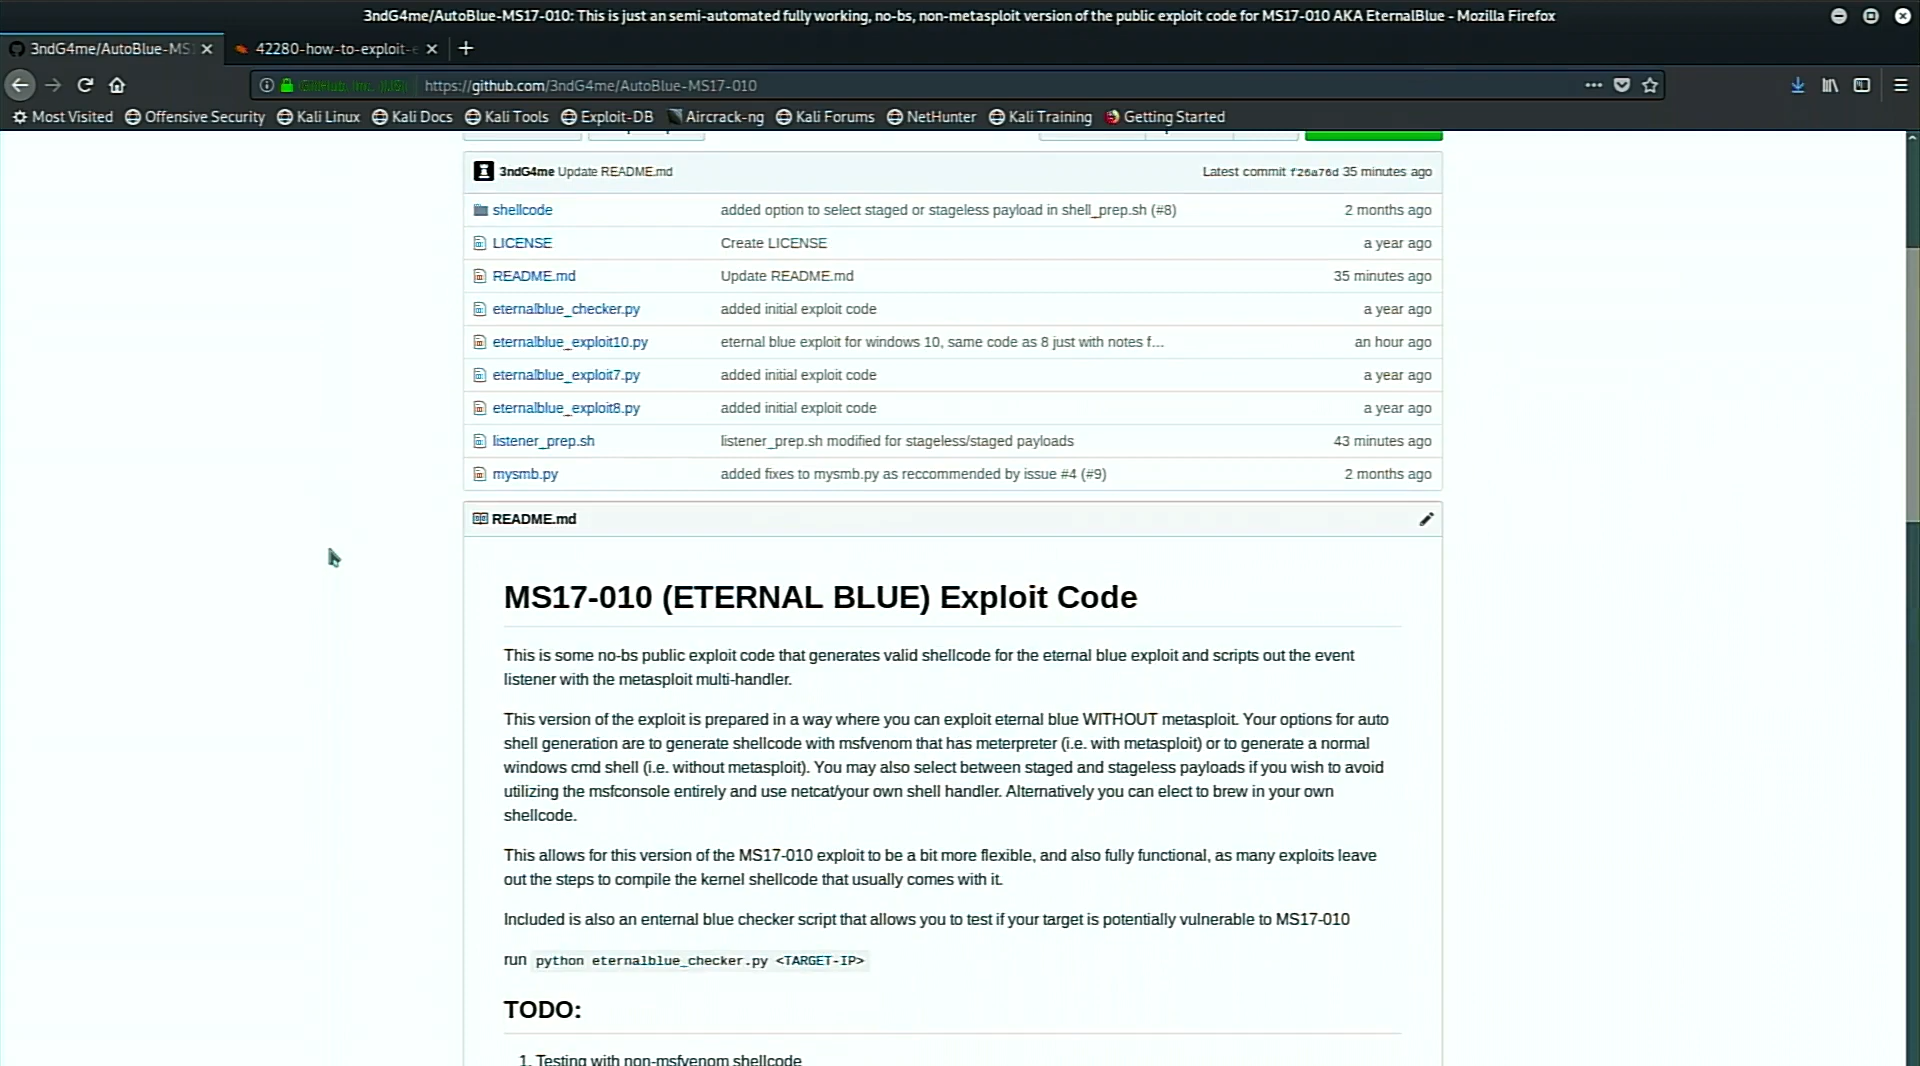 3ndG4me/AutoBlue-MS17-010: This is just an semi-automated fully working, no-bs, non-metasploit version of the public exploit code for MS17-010 AKA EternalBlue - Mozilla Firefox
3ndG4me/AutoBlue-MS 42280-how-to-exploit-
https://github.com/3ndG4me/AutoBlue-MS17-010
Most Visited Offensive Security Kali Linux Kali Docs Kali Tools Exploit-DB Aircrack-ng Kali Forums NetHunter Kali Training Getting Started
3ndG4me Update README.md Latest commit f26a76d 35 minutes ago
shellcode added option to select staged or stageless payload in shell_prep.sh (#8) 2 months ago
LICENSE Create LICENSE a year ago
README.md Update README.md 35 minutes ago
eternalblue_checker.py added initial exploit code a year ago
eternalblue_exploit10.py eternal blue exploit for windows 10, same code as 8 just with notes f... an hour ago
eternalblue_exploit7.py added initial exploit code a year ago
eternalblue_exploit8.py added initial exploit code a year ago
listener_prep.sh listener_prep.sh modified for stageless/staged payloads 43 minutes ago
mysmb.py added fixes to mysmb.py as reccommended by issue #4 (#9) 2 months ago
README.md
MS17-010 (ETERNAL BLUE) Exploit Code
This is some no-bs public exploit code that generates valid shellcode for the eternal blue exploit and scripts out the event
listener with the metasploit multi-handler.
This version of the exploit is prepared in a way where you can exploit eternal blue WITHOUT metasploit. Your options for auto
shell generation are to generate shellcode with msfvenom that has meterpreter (i.e. with metasploit) or to generate a normal
windows cmd shell (i.e. without metasploit). You may also select between staged and stageless payloads if you wish to avoid
utilizing the msfconsole entirely and use netcat/your own shell handler. Alternatively you can elect to brew in your own
shellcode.
This allows for this version of the MS17-010 exploit to be a bit more flexible, and also fully functional, as many exploits leave
out the steps to compile the kernel shellcode that usually comes with it.
Included is also an enternal blue checker script that allows you to test if your target is potentially vulnerable to MS17-010
run python eternalblue_checker.py <TARGET-IP>
TODO:
1. Testing with non-msfvenom shellcode